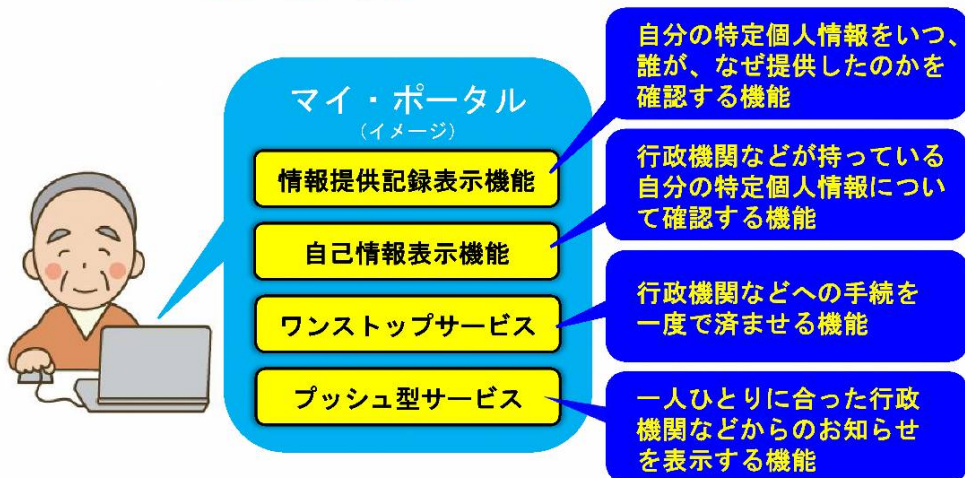 マイ・ポータル
(イメージ)
情報提供記録表示機能
自己情報表示機能
ワンストップサービス
プッシュ型サービス
自分の特定個人情報をいつ、
誰が、なぜ提供したのかを
確認する機能
行政機関などが持っている
自分の特定個人情報につい
て確認する機能
行政機関などへの手続を
一度で済ませる機能
一人ひとりに合った行政
機関などからのお知らせ
を表示する機能